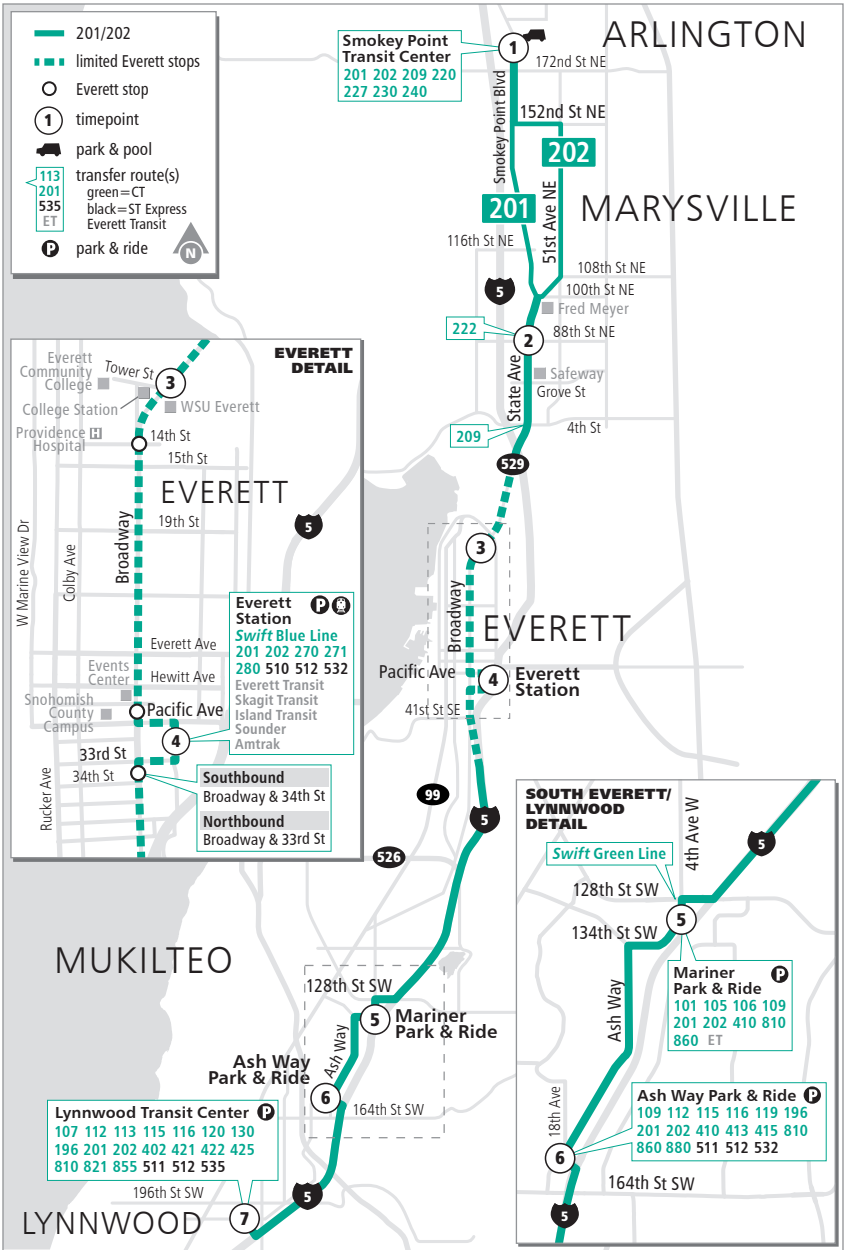 201/202
limited Everett stops
Everett stop
1 timepoint
park & pool
113 transfer route(s)
201 green=CT
535 black=ST Express
ET Everett Transit
P park & ride
N
ARLINGTON
Smokey Point
Transit Center
201 202 209 220
227 230 240
1
172nd St NE
Smokey Point Blvd
152nd St NE
202
201
51st Ave NE
MARYSVILLE
116th St NE
108th St NE
100th St NE
5
Fred Meyer
222
2
88th St NE
State Ave
Safeway
Grove St
209
4th St
529
3
Broadway
EVERETT
Pacific Ave
4
Everett
Station
41st St SE
99
5
526
MUKILTEO
128th St SW
5
Mariner
Park & Ride
Ash Way
Ash Way
Park & Ride
6
164th St SW
Lynnwood Transit Center P
107 112 113 115 116 120 130
196 201 202 402 421 422 425
810 821 855 511 512 535
196th St SW
5
7
LYNNWOOD
EVERETT
DETAIL
Everett
Community
College
Tower St
3
College Station
WSU Everett
Providence H
Hospital
14th St
15th St
EVERETT
19th St
5
W Marine View Dr
Colby Ave
Broadway
Everett P
Station
Swift Blue Line
201 202 270 271
280 510 512 532
Everett Transit
Skagit Transit
Island Transit
Sounder
Amtrak
Everett Ave
Events
Center
Hewitt Ave
Snohomish
County
Campus
Pacific Ave
4
33rd St
34th St
Rucker Ave
Southbound
Broadway & 34th St
Northbound
Broadway & 33rd St
SOUTH EVERETT/
LYNNWOOD
DETAIL
4th Ave W
5
Swift Green Line
128th St SW
5
134th St SW
Mariner P
Park & Ride
101 105 106 109
201 202 410 810
860 ET
Ash Way
18th Ave
Ash Way Park & Ride P
109 112 115 116 119 196
201 202 410 413 415 810
860 880 511 512 532
6
164th St SW
5